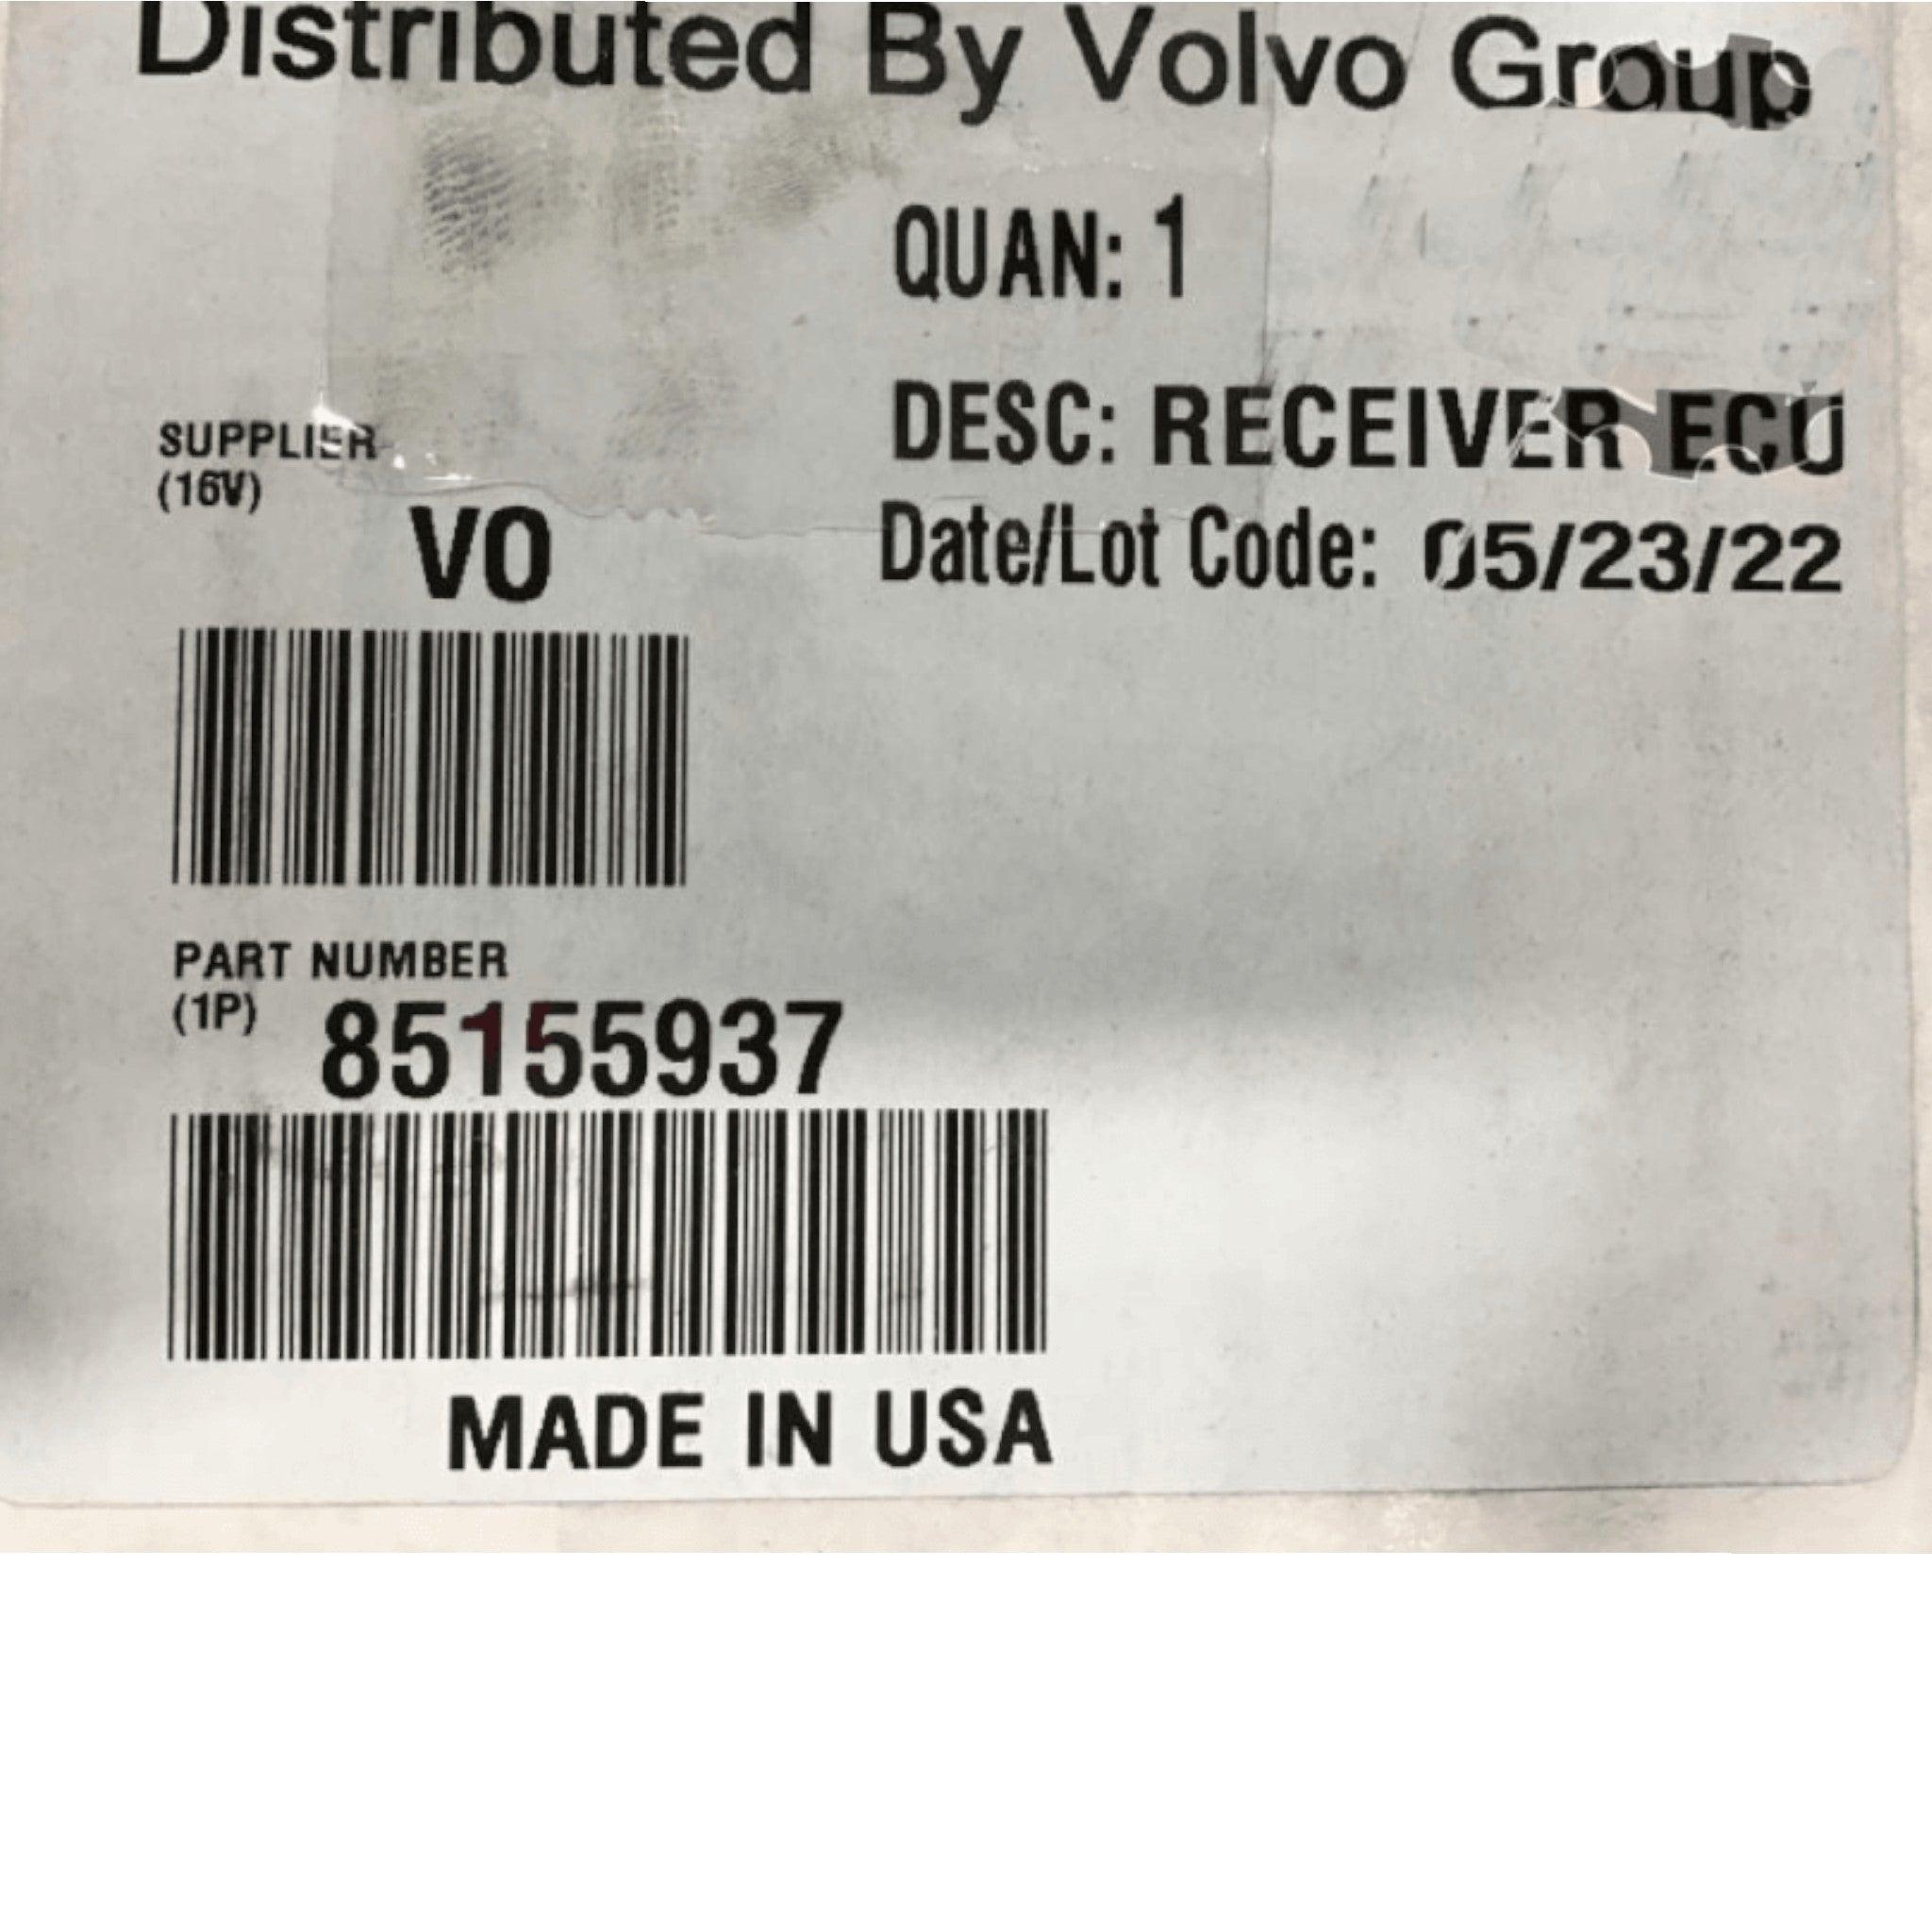 Distributed By Volvo Group
QUAN: 1
DESC: RECEIVER ECU
Date/Lot Code: 05/23/22
SUPPLIER
(16V)
VO
PART NUMBER
(1P) 85155937
MADE IN USA